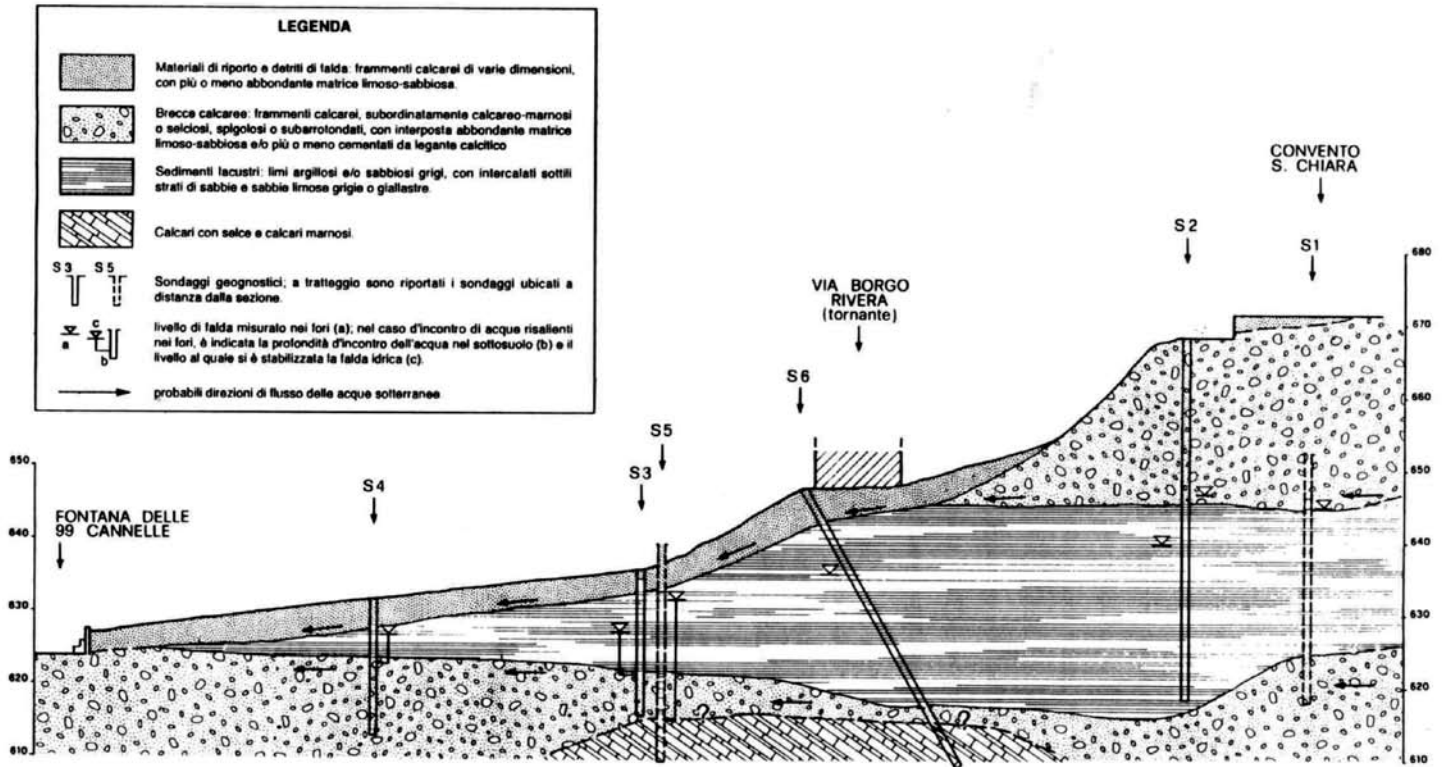 LEGENDA
Materiali di riporto e detriti di falda: frammenti calcarei di varie dimensioni,
con più o meno abbondante matrice limoso-sabbiosa.
Brecce calcaree: frammenti calcarei, subordinatamente calcareo-marnosi
o selciosi, spigolosi o subarrotondati, con interposta abbondante matrice
limoso-sabbiosa e/o più o meno cementati da legante calcitico
Sedimenti lacustri: limi argillosi e/o sabbiosi grigi, con intercalati sottili
strati di sabbie e sabbie limose grigie o giallastre.
Calcari con selce e calcari marnosi.
S3 S5
Sondaggi geognostici; a tratteggio sono riportati i sondaggi ubicati a
distanza dalla sezione.
a c b
livello di falda misurato nei fori (a); nel caso d'incontro di acque risalienti
nei fori, è indicata la profondità d'incontro dell'acqua nel sottosuolo (b) e il
livello al quale si è stabilizzata la falda idrica (c).
probabili direzioni di flusso delle acque sotterranee
CONVENTO
S. CHIARA
S2
S1
VIA BORGO
RIVERA
(tornante)
S6
S5
S3
S4
FONTANA DELLE
99 CANNELLE
650
640
630
620
610
680
670
660
650
640
630
620
610
?
?